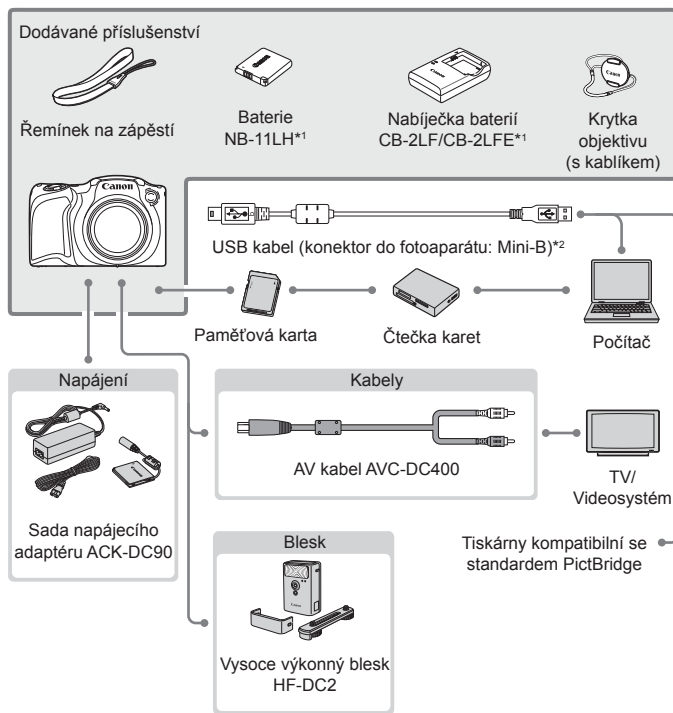 Dodávané příslušenství
Řemínek na zápěstí
Baterie
NB-11LH*1
Nabíječka baterií
CB-2LF/CB-2LFE*1
Krytka
objektivu
(s kablíkem)
Canon
USB kabel (konektor do fotoaparátu: Mini-B)*2
Paměťová karta
Čtečka karet
Počítač
Napájení
Sada napájecího
adaptéru ACK-DC90
Kabely
AV kabel AVC-DC400
TV/
Videosystém
Blesk
Vysoce výkonný blesk
HF-DC2
Tiskárny kompatibilní se
standardem PictBridge